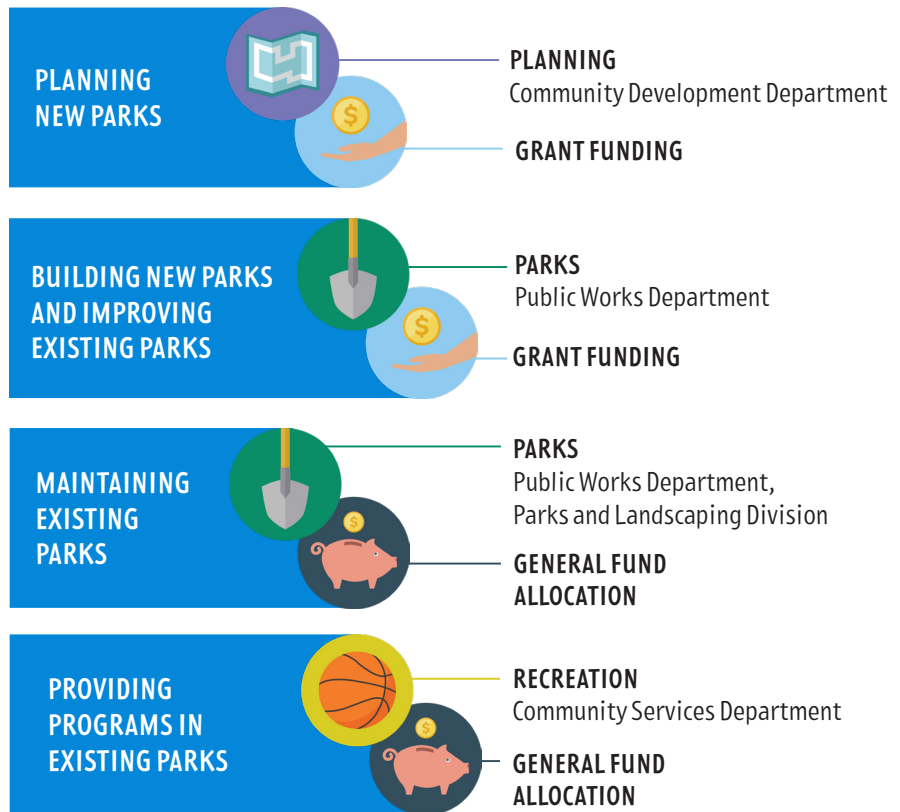 PLANNING
NEW PARKS
PLANNING
Community Development Department
GRANT FUNDING
BUILDING NEW PARKS
AND IMPROVING
EXISTING PARKS
PARKS
Public Works Department
GRANT FUNDING
MAINTAINING
EXISTING
PARKS
PARKS
Public Works Department,
Parks and Landscaping Division
GENERAL FUND
ALLOCATION
PROVIDING
PROGRAMS IN
EXISTING PARKS
RECREATION
Community Services Department
GENERAL FUND
ALLOCATION